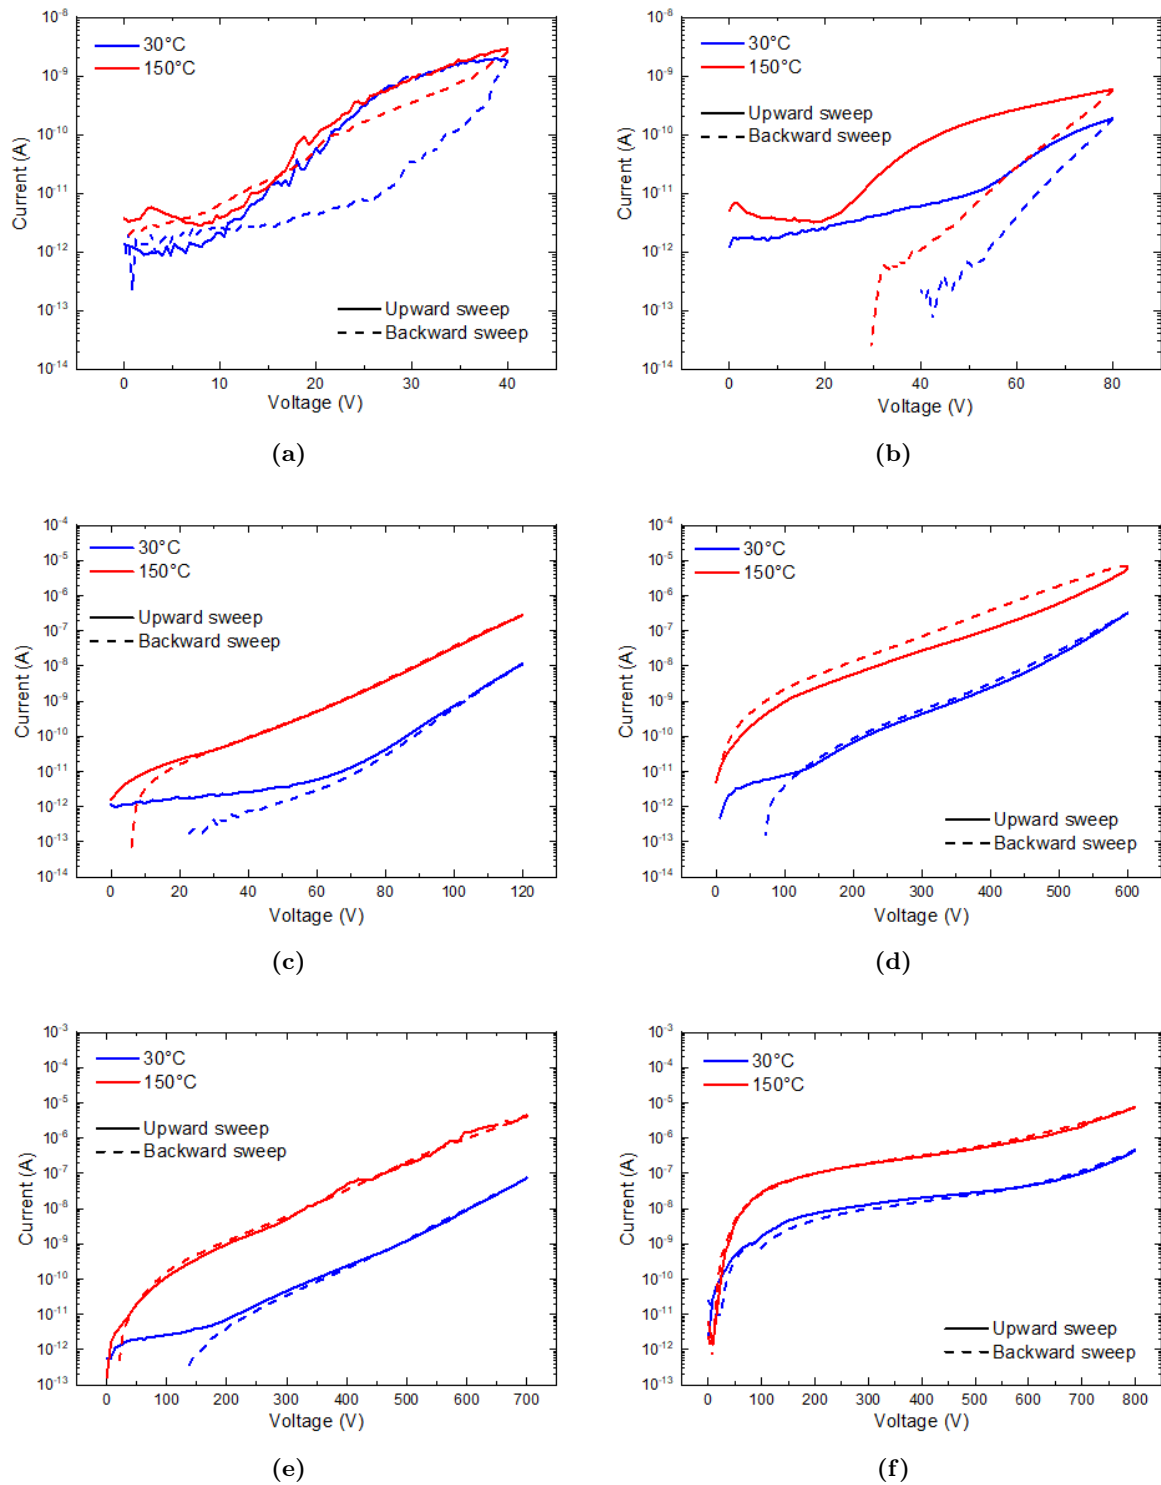 10⁻⁸
10⁻⁹
10⁻¹⁰
10⁻¹¹
10⁻¹²
10⁻¹³
10⁻¹⁴
Current (A)
30°C
150°C
Upward sweep
Backward sweep
0 10 20 30 40
Voltage (V)
(a)
10⁻⁸
10⁻⁹
10⁻¹⁰
10⁻¹¹
10⁻¹²
10⁻¹³
10⁻¹⁴
Current (A)
30°C
150°C
Upward sweep
Backward sweep
0 20 40 60 80
Voltage (V)
(b)
10⁻⁴
10⁻⁵
10⁻⁶
10⁻⁷
10⁻⁸
10⁻⁹
10⁻¹⁰
10⁻¹¹
10⁻¹²
10⁻¹³
10⁻¹⁴
Current (A)
30°C
150°C
Upward sweep
Backward sweep
0 20 40 60 80 100 120
Voltage (V)
(c)
10⁻⁴
10⁻⁵
10⁻⁶
10⁻⁷
10⁻⁸
10⁻⁹
10⁻¹⁰
10⁻¹¹
10⁻¹²
10⁻¹³
10⁻¹⁴
Current (A)
30°C
150°C
Upward sweep
Backward sweep
0 100 200 300 400 500 600
Voltage (V)
(d)
10⁻³
10⁻⁴
10⁻⁵
10⁻⁶
10⁻⁷
10⁻⁸
10⁻⁹
10⁻¹⁰
10⁻¹¹
10⁻¹²
10⁻¹³
Current (A)
30°C
150°C
Upward sweep
Backward sweep
0 100 200 300 400 500 600 700
Voltage (V)
(e)
10⁻³
10⁻⁴
10⁻⁵
10⁻⁶
10⁻⁷
10⁻⁸
10⁻⁹
10⁻¹⁰
10⁻¹¹
10⁻¹²
10⁻¹³
Current (A)
30°C
150°C
Upward sweep
Backward sweep
0 100 200 300 400 500 600 700 800
Voltage (V)
(f)